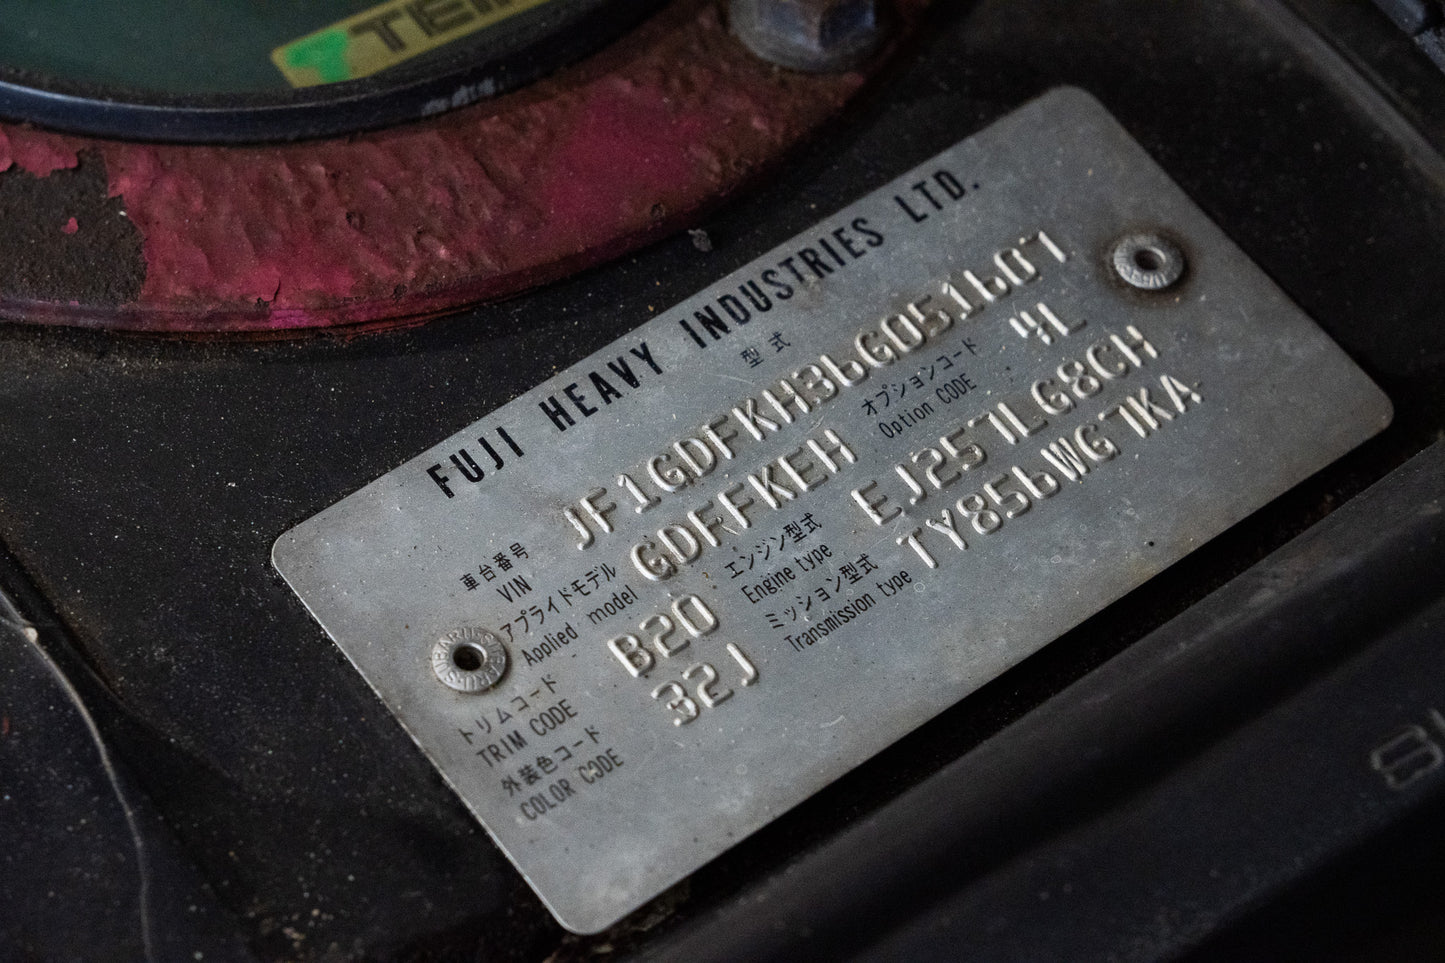 FUJI HEAVY INDUSTRIES LTD.
型式
車台番号
VIN
JF1GDFKH36G051607
アプライドモデル
Applied model
GDFFKEH
オプションコード
Option CODE
トリムコード
TRIM CODE
B20
エンジン型式
Engine type
EJ257LG8CH
外装色コード
COLOR CODE
32J
ミッション型式
Transmission type
TY856WG7KA
SUBARU SUBARU